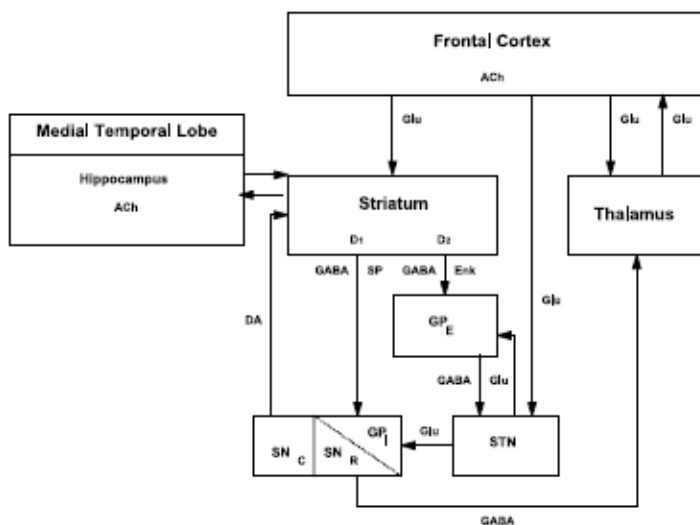 Frontal Cortex
ACh
Glu
Glu
Glu
Medial Temporal Lobe
Hippocampus
ACh
Striatum
D1
D2
Thalamus
GABA
SP
GABA
Enk
Glu
DA
GPE
GABA
Glu
SNC
SNR
GPI
Glu
STN
GABA